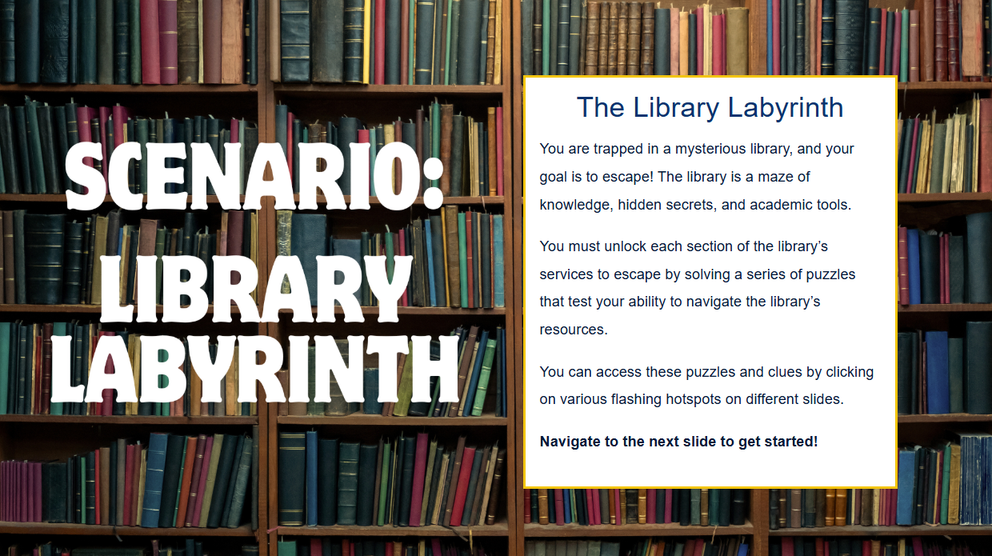 SCENARIO:
LIBRARY
LABYRINTH
The Library Labyrinth
You are trapped in a mysterious library, and your
goal is to escape! The library is a maze of
knowledge, hidden secrets, and academic tools.
You must unlock each section of the library’s
services to escape by solving a series of puzzles
that test your ability to navigate the library’s
resources.
You can access these puzzles and clues by clicking
on various flashing hotspots on different slides.
Navigate to the next slide to get started!